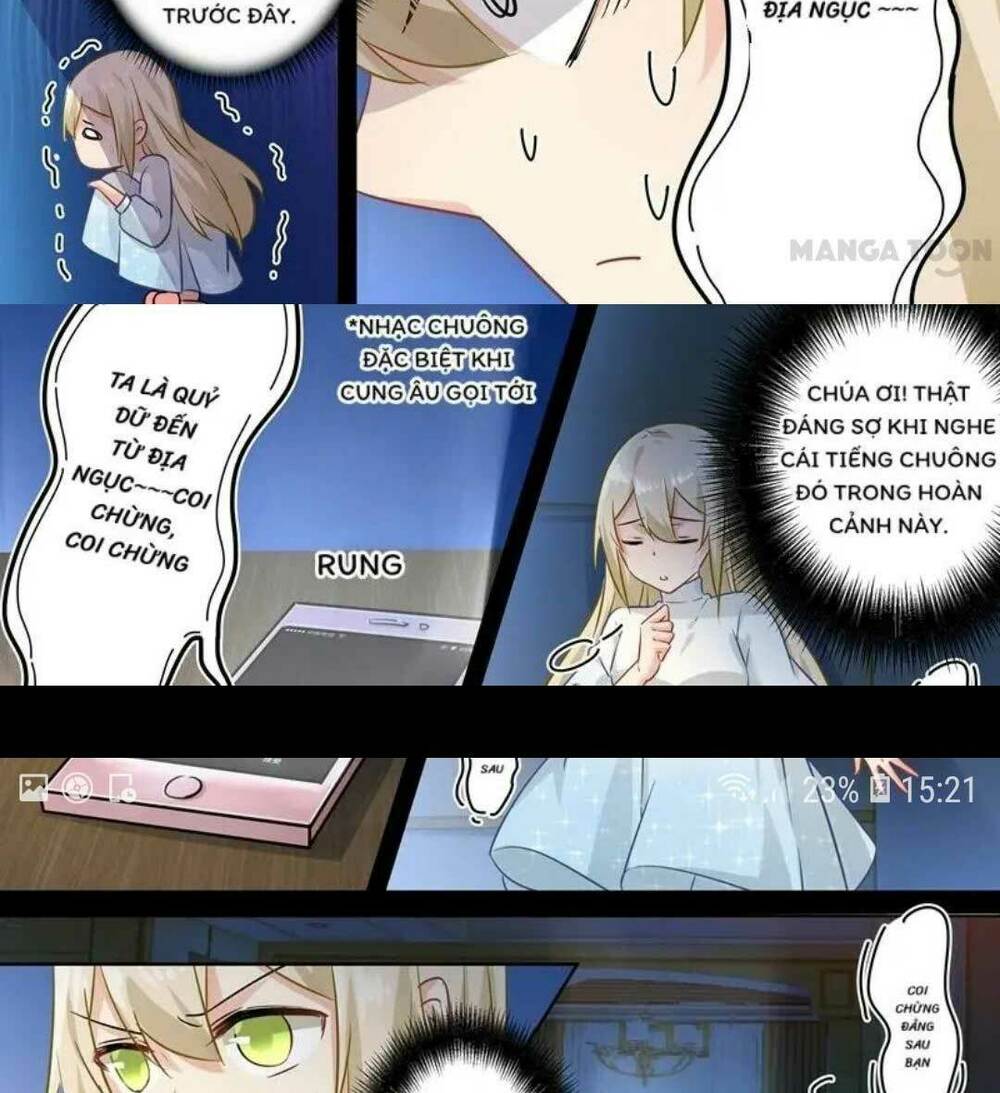 TRƯỚC ĐÂY.
ĐỊA NGỤC ~~~
MANGA TOON
*NHẠC CHUÔNG
ĐẶC BIỆT KHI
CUNG ÂU GỌI TỚI
TA LÀ QUỶ
DỮ ĐẾN
TỪ ĐỊA
NGỤC~~~COI
CHỪNG,
COI CHỪNG
RUNG
CHÚA ƠI! THẬT
ĐÁNG SỢ KHI NGHE
CÁI TIẾNG CHUÔNG
ĐÓ TRONG HOÀN
CẢNH NÀY.
SAU
23% 15:21
COI
CHỪNG
ĐẰNG
SAU
BẠN